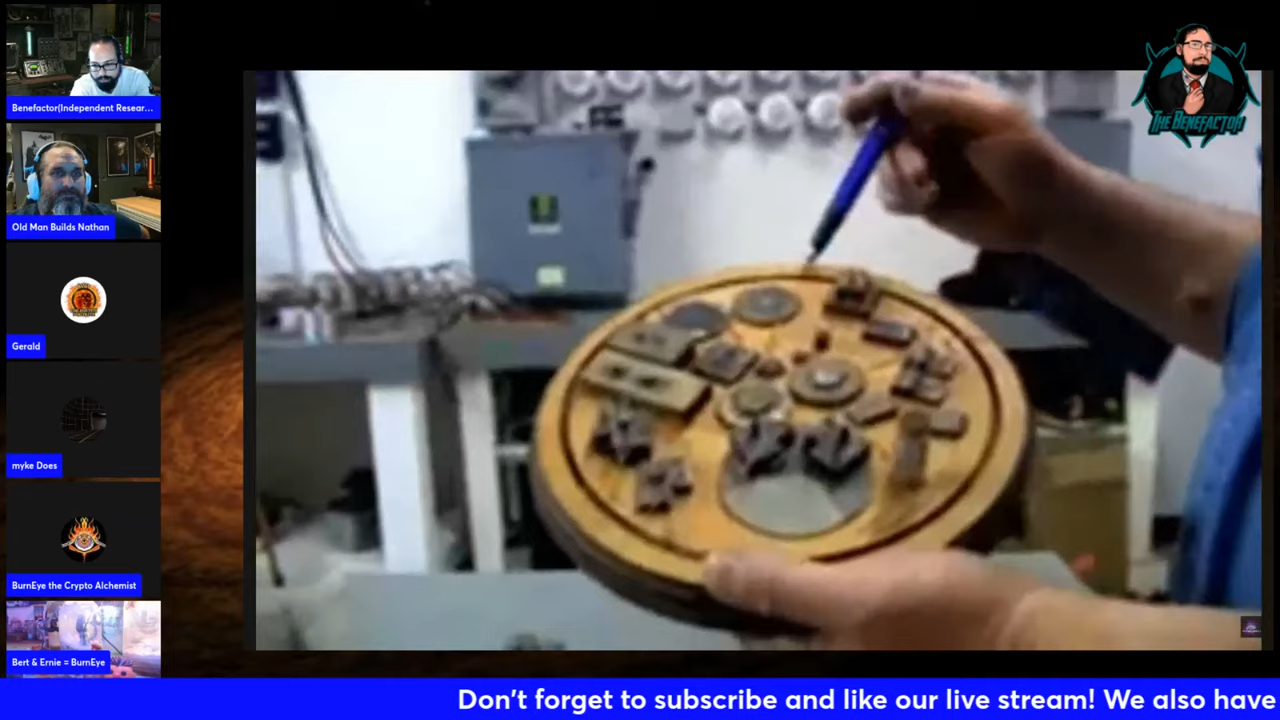 Benefactor(Independent Resear...
Old Man Builds Nathan
Gerald
myke Does
BurnEye the Crypto Alchemist
Bert & Ernie = BurnEye
THE BENEFACTOR
Don't forget to subscribe and like our live stream! We also have